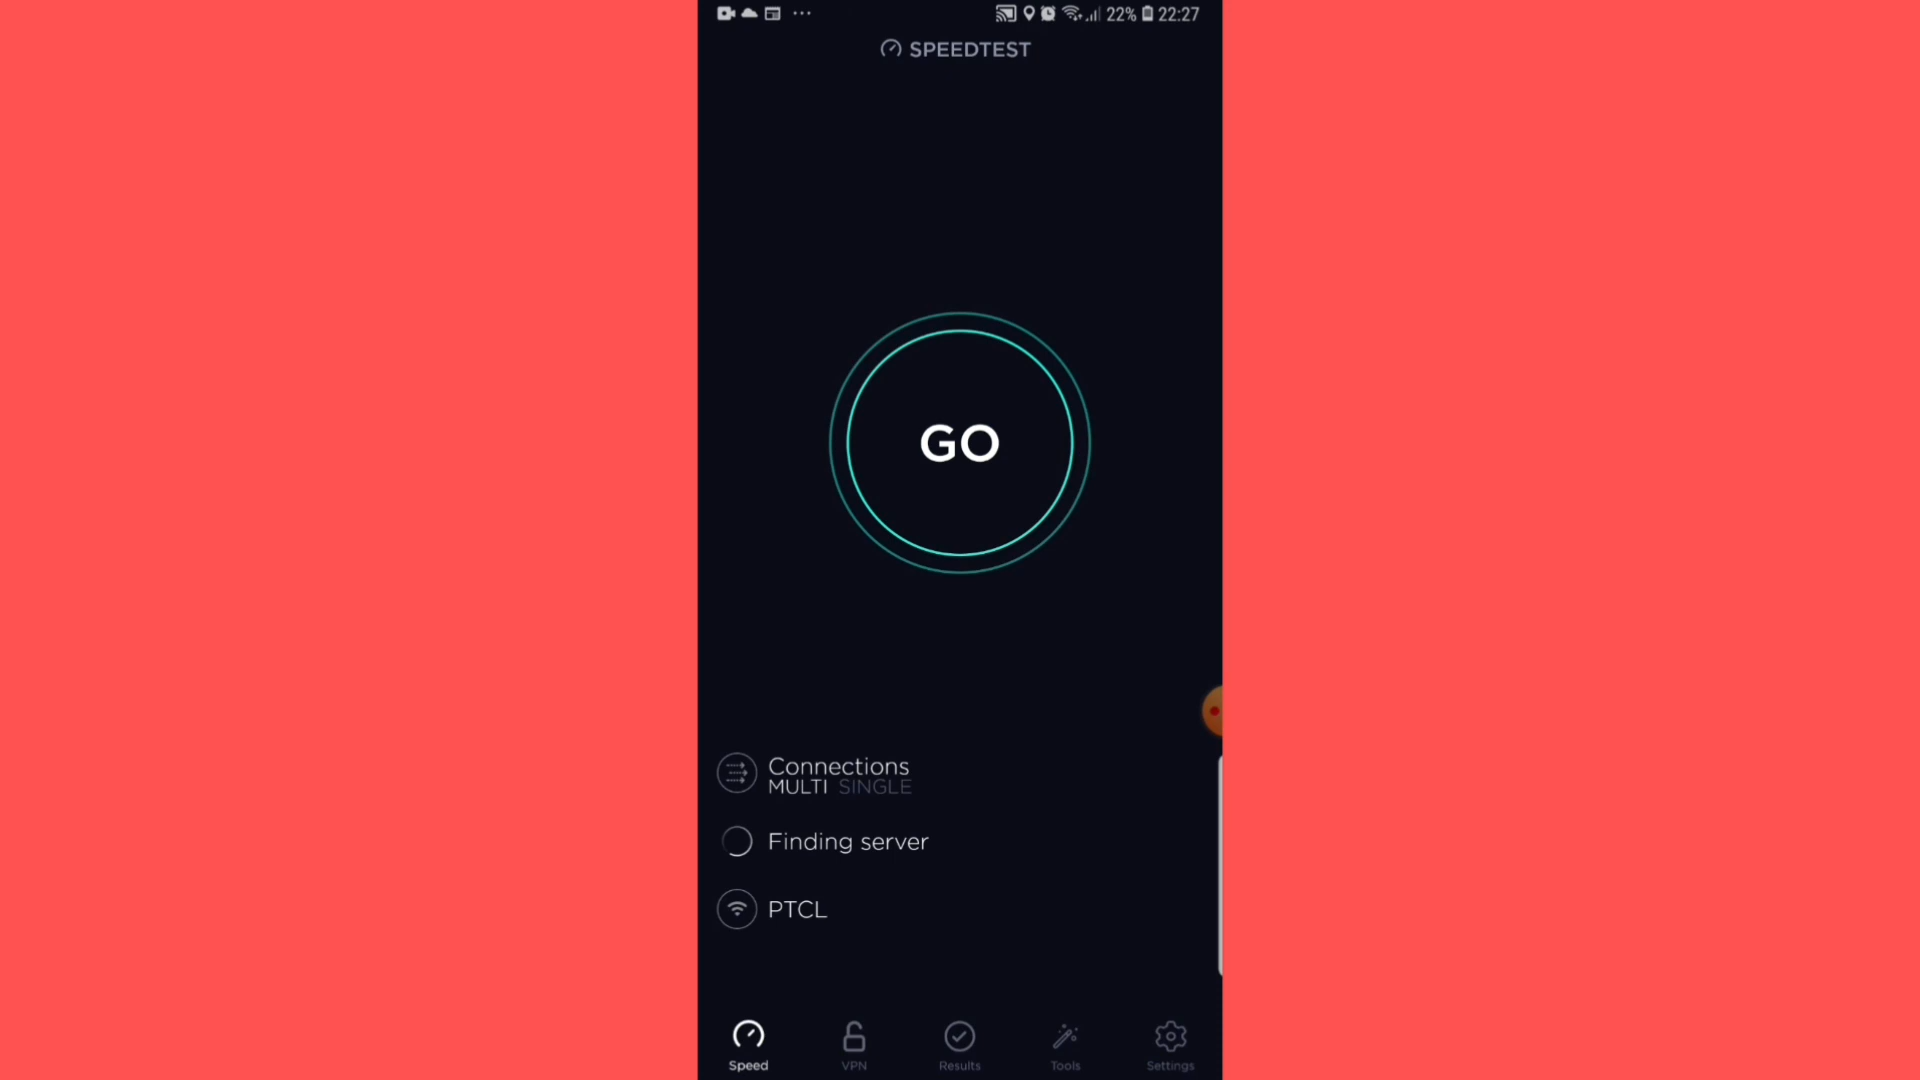 22% 22:27
SPEEDTEST
GO
Connections
MULTI SINGLE
Finding server
PTCL
Speed VPN Results Tools Settings